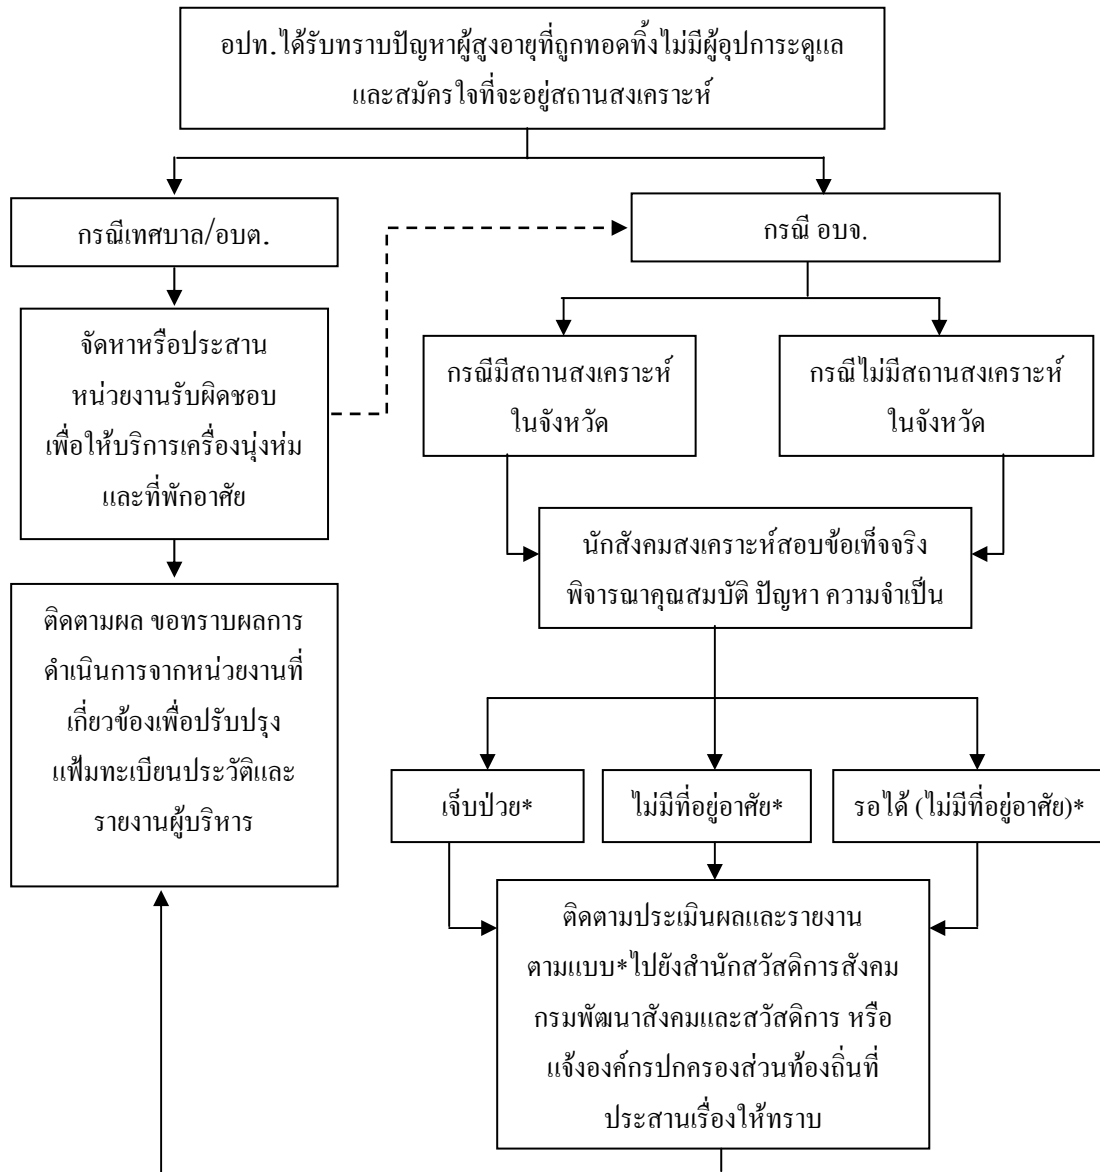 อปท. ได้รับทราบปัญหาผู้สูงอายุที่ถูกทอดทิ้งไม่มีผู้อุปการะดูแล
และสมัครใจที่จะอยู่สถานสงเคราะห์
กรณีเทศบาล/อบต.
กรณี อบจ.
จัดหาหรือประสาน
หน่วยงานรับผิดชอบ
เพื่อให้บริการเครื่องนุ่งห่ม
และที่พักอาศัย
กรณีมีสถานสงเคราะห์
ในจังหวัด
กรณีไม่มีสถานสงเคราะห์
ในจังหวัด
นักสังคมสงเคราะห์สอบข้อเท็จจริง
พิจารณาคุณสมบัติ ปัญหา ความจำเป็น
ติดตามผล ขอทราบผลการ
ดำเนินการจากหน่วยงานที่
เกี่ยวข้องเพื่อปรับปรุง
แฟ้มทะเบียนประวัติและ
รายงานผู้บริหาร
เจ็บป่วย*
ไม่มีที่อยู่อาศัย*
รอได้ (ไม่มีที่อยู่อาศัย)*
ติดตามประเมินผลและรายงาน
ตามแบบ*ไปยังสำนักสวัสดิการสังคม
กรมพัฒนาสังคมและสวัสดิการ หรือ
แจ้งองค์กรปกครองส่วนท้องถิ่นที่
ประสานเรื่องให้ทราบ